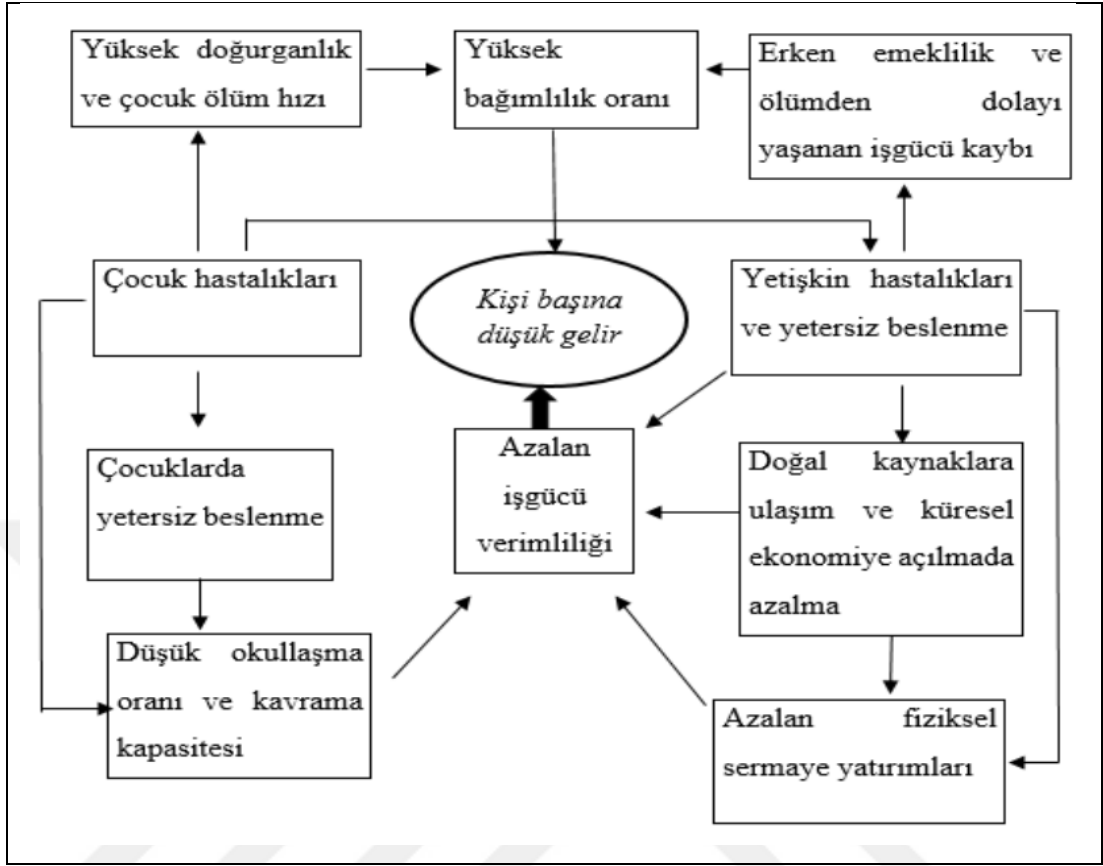 Yüksek doğurganlık
ve çocuk ölüm hızı
Yüksek
bağımlılık oranı
Erken emeklilik ve
ölümden dolayı
yaşanan işgücü kaybı
Çocuk hastalıkları
Kişi başına
düşük gelir
Yetişkin hastalıkları
ve yetersiz beslenme
Çocuklarda
yetersiz beslenme
Azalan
işgücü
verimliliği
Doğal kaynaklara
ulaşım ve küresel
ekonomiye açılmada
azalma
Düşük okullaşma
oranı ve kavrama
kapasitesi
Azalan fiziksel
sermaye yatırımları